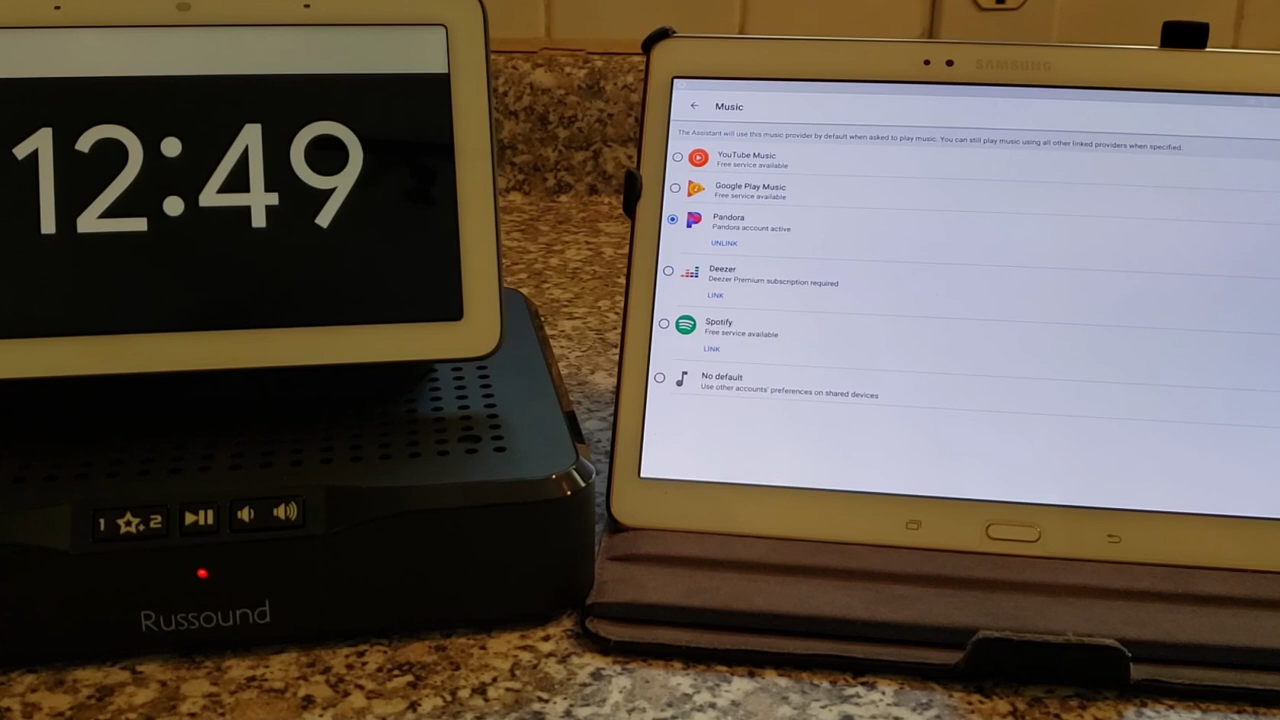 12:49
1 2
Russound
SAMSUNG
Music
The Assistant will use this music provider by default when asked to play music. You can still play music using all other linked providers when specified.
YouTube Music
Free service available
Google Play Music
Free service available
Pandora
Pandora account active
UNLINK
Deezer
Deezer Premium subscription required
LINK
Spotify
Free service available
LINK
No default
Use other accounts' preferences on shared devices